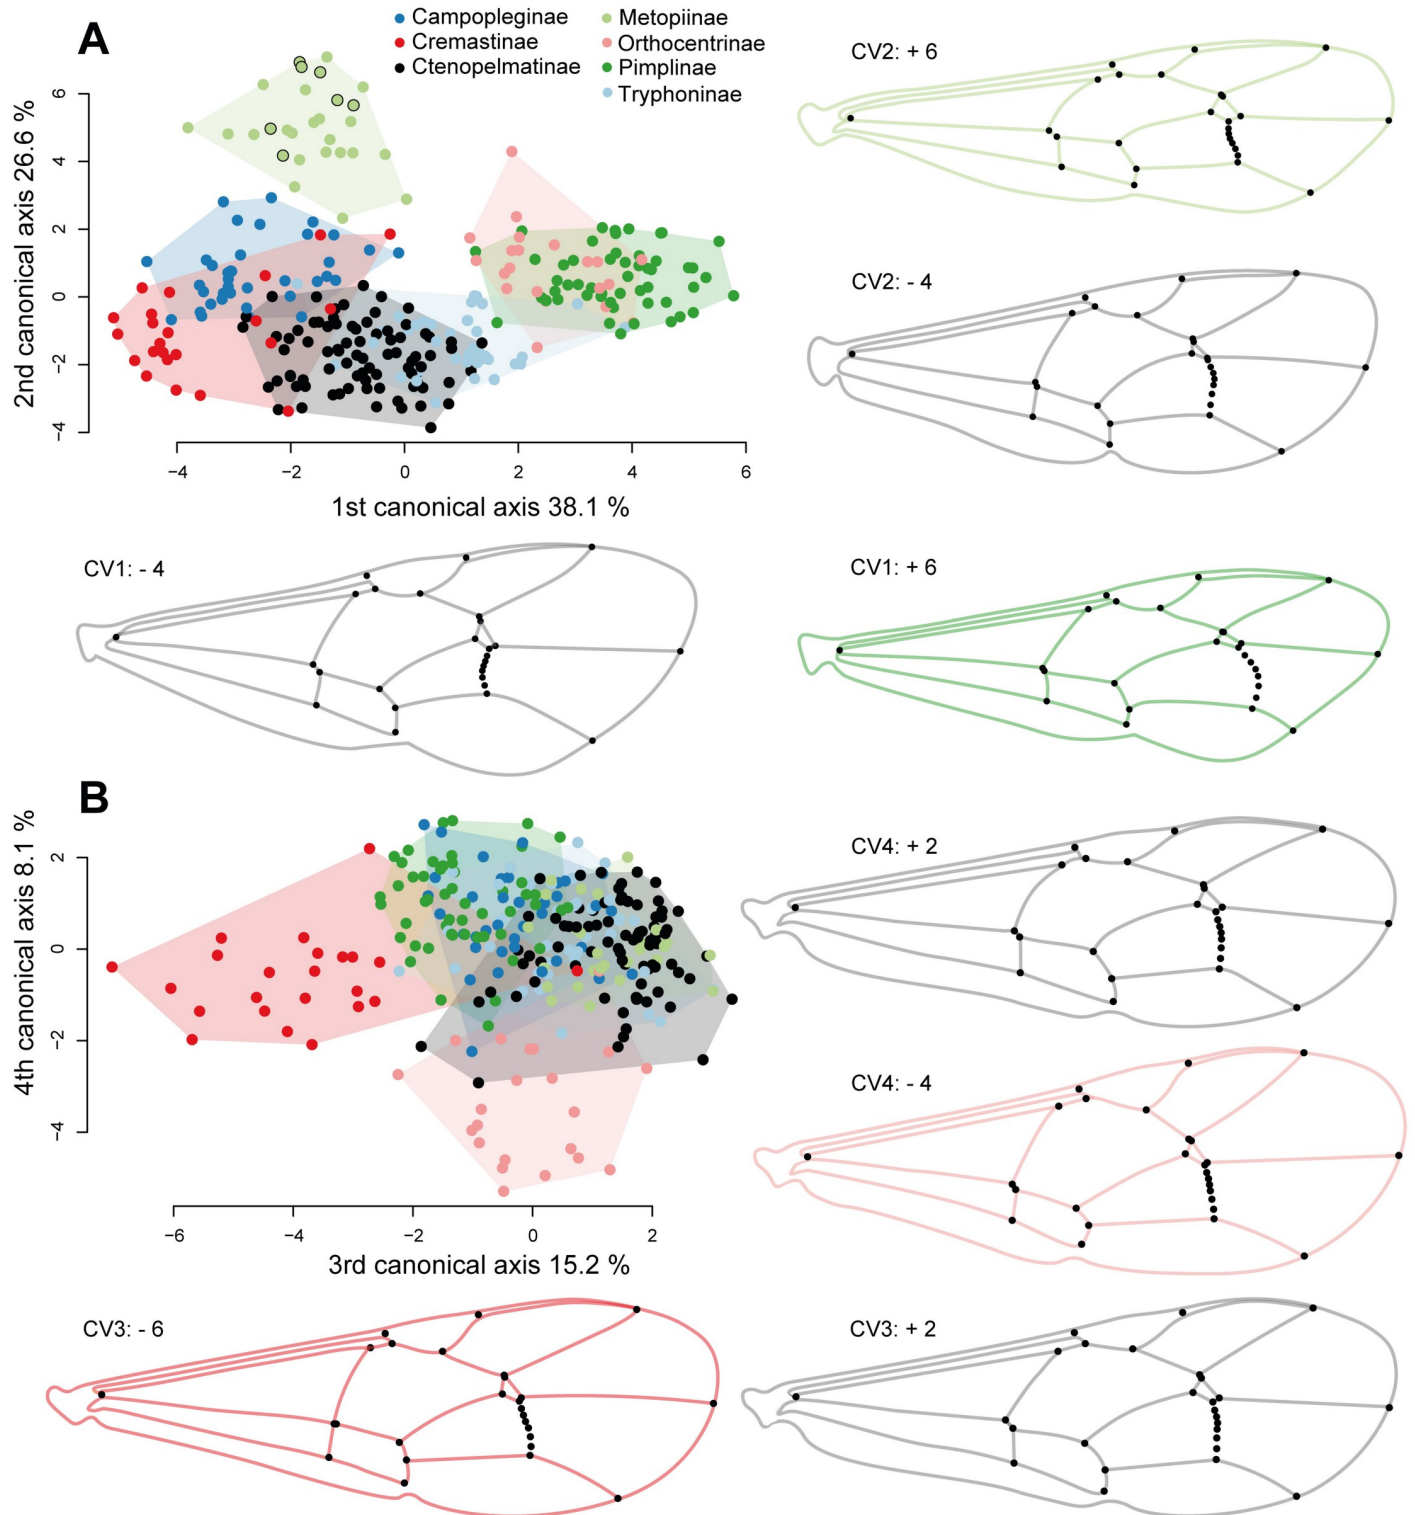 A
Campopleginae
Cremastinae
Ctenopelmatinae
Metopiinae
Orthocentrinae
Pimplinae
Tryphoninae
2nd canonical axis 26.6 %
6
4
2
0
−2
−4
−4 −2 0 2 4 6
1st canonical axis 38.1 %
CV2: + 6
CV2: - 4
CV1: - 4
CV1: + 6
B
4th canonical axis 8.1 %
2
0
−2
−4
−6 −4 −2 0 2
3rd canonical axis 15.2 %
CV4: + 2
CV4: - 4
CV3: - 6
CV3: + 2